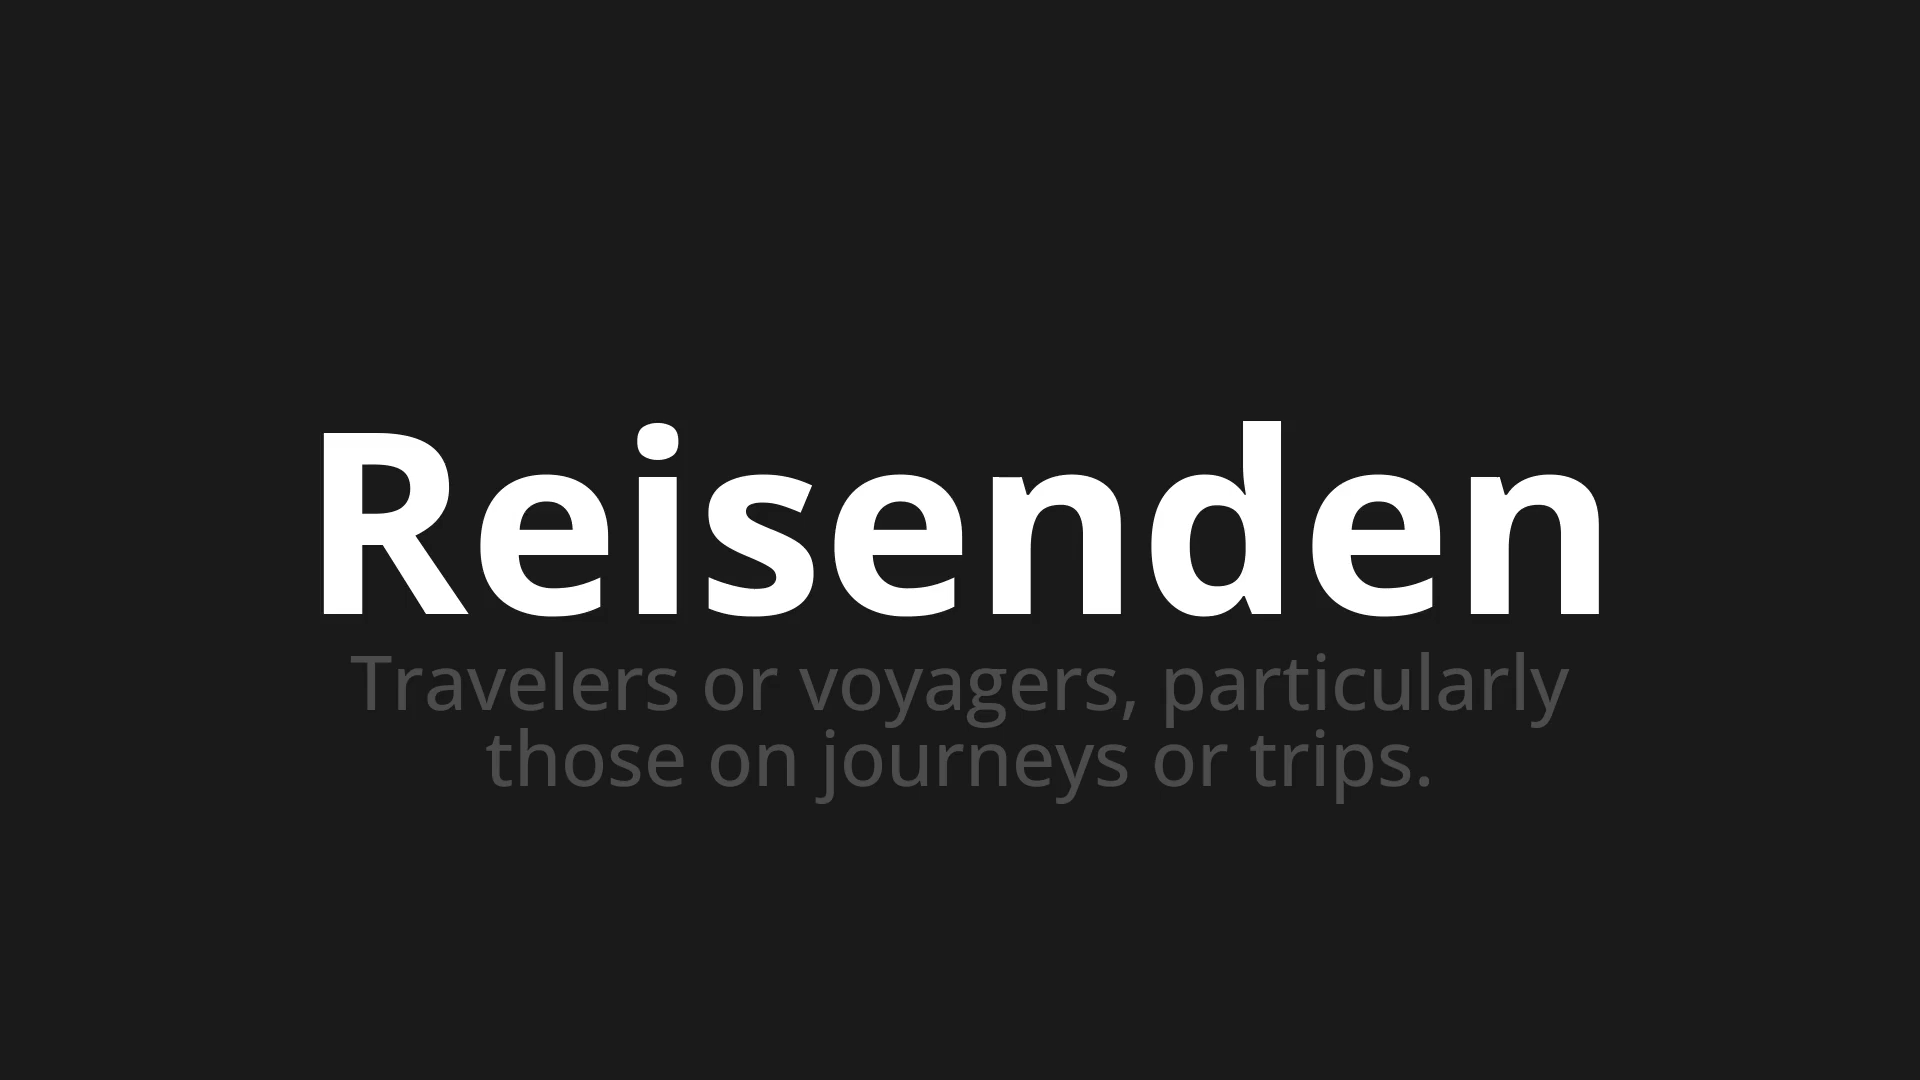 Reisenden
Travelers or voyagers, particularly
those on journeys or trips.